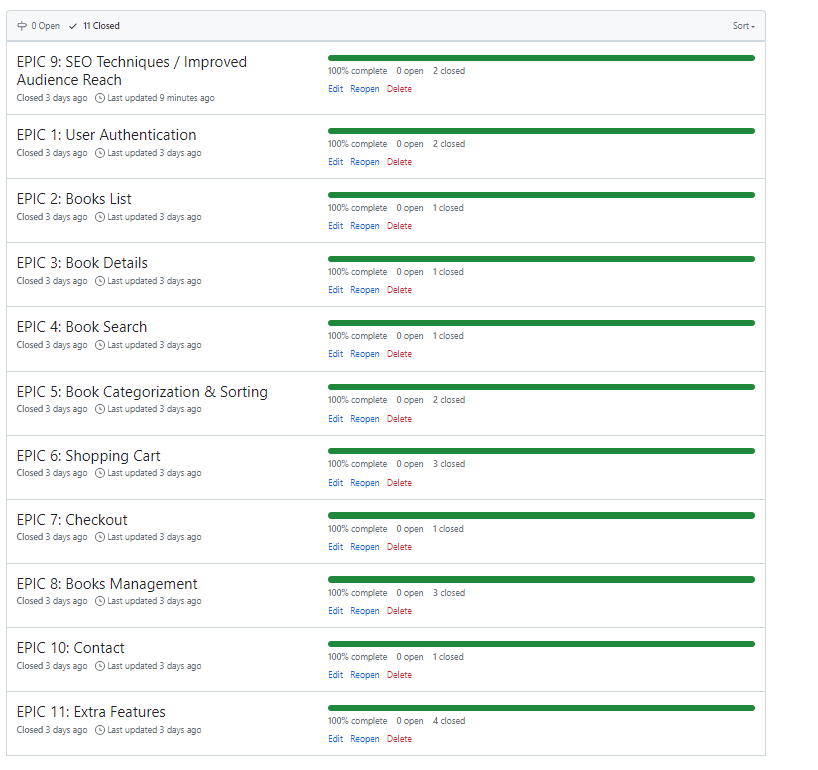 0 Open 11 Closed Sort
EPIC 9: SEO Techniques / Improved
Audience Reach
Closed 3 days ago Last updated 9 minutes ago
100% complete 0 open 2 closed
Edit Reopen Delete
EPIC 1: User Authentication
Closed 3 days ago Last updated 3 days ago
100% complete 0 open 2 closed
Edit Reopen Delete
EPIC 2: Books List
Closed 3 days ago Last updated 3 days ago
100% complete 0 open 1 closed
Edit Reopen Delete
EPIC 3: Book Details
Closed 3 days ago Last updated 3 days ago
100% complete 0 open 1 closed
Edit Reopen Delete
EPIC 4: Book Search
Closed 3 days ago Last updated 3 days ago
100% complete 0 open 1 closed
Edit Reopen Delete
EPIC 5: Book Categorization & Sorting
Closed 3 days ago Last updated 3 days ago
100% complete 0 open 2 closed
Edit Reopen Delete
EPIC 6: Shopping Cart
Closed 3 days ago Last updated 3 days ago
100% complete 0 open 3 closed
Edit Reopen Delete
EPIC 7: Checkout
Closed 3 days ago Last updated 3 days ago
100% complete 0 open 1 closed
Edit Reopen Delete
EPIC 8: Books Management
Closed 3 days ago Last updated 3 days ago
100% complete 0 open 3 closed
Edit Reopen Delete
EPIC 10: Contact
Closed 3 days ago Last updated 3 days ago
100% complete 0 open 1 closed
Edit Reopen Delete
EPIC 11: Extra Features
Closed 3 days ago Last updated 3 days ago
100% complete 0 open 4 closed
Edit Reopen Delete